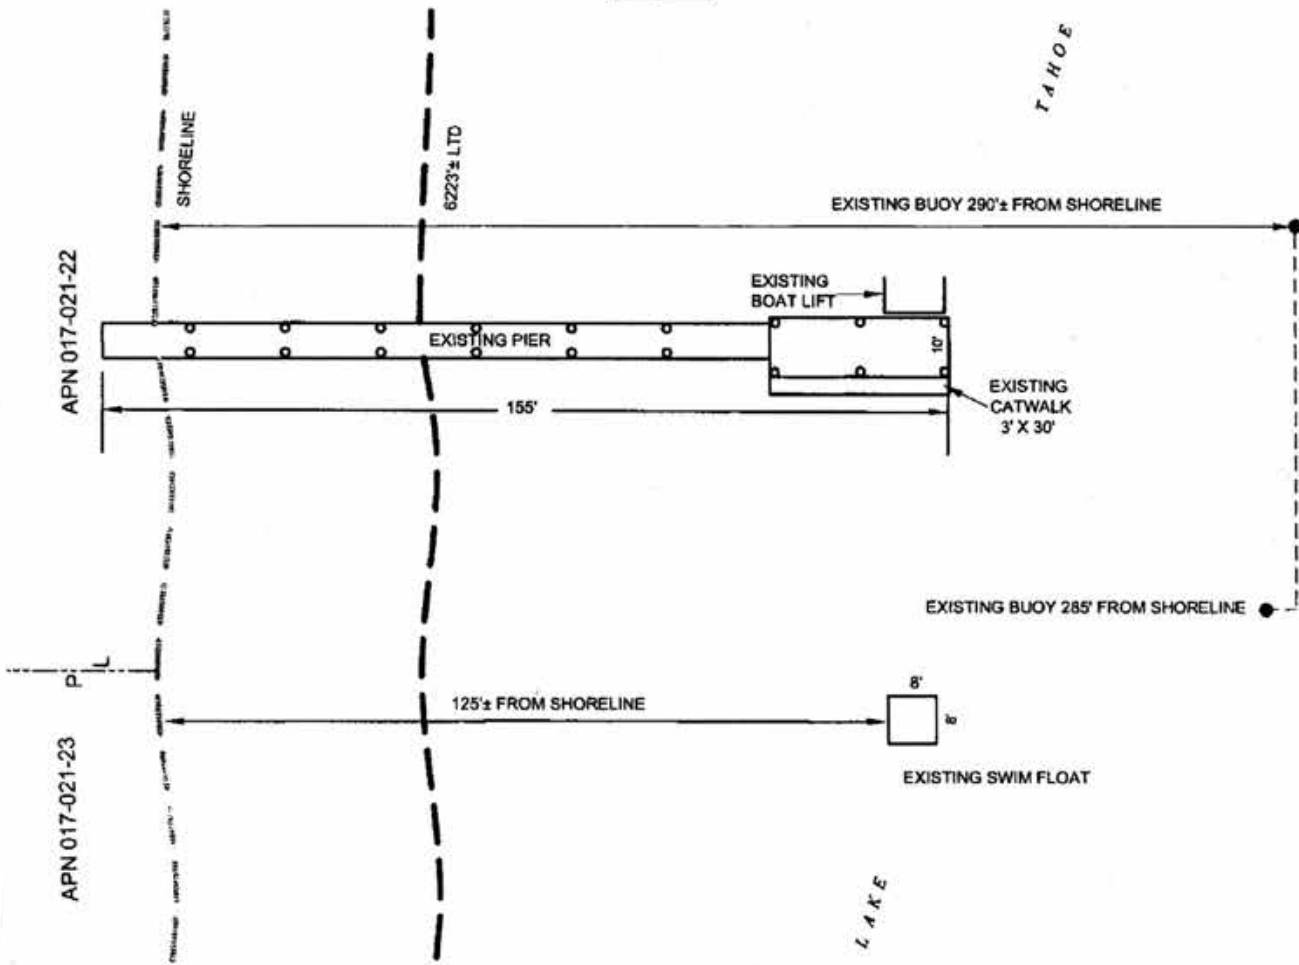 TAHOE
SHORELINE
6223'± LTD
EXISTING BUOY 290'± FROM SHORELINE
APN 017-021-22
EXISTING
BOAT LIFT
EXISTING PIER
10'
155'
EXISTING
CATWALK
3' X 30'
EXISTING BUOY 285' FROM SHORELINE
P L
125'± FROM SHORELINE
8'
8'
EXISTING SWIM FLOAT
APN 017-021-23
LAKE